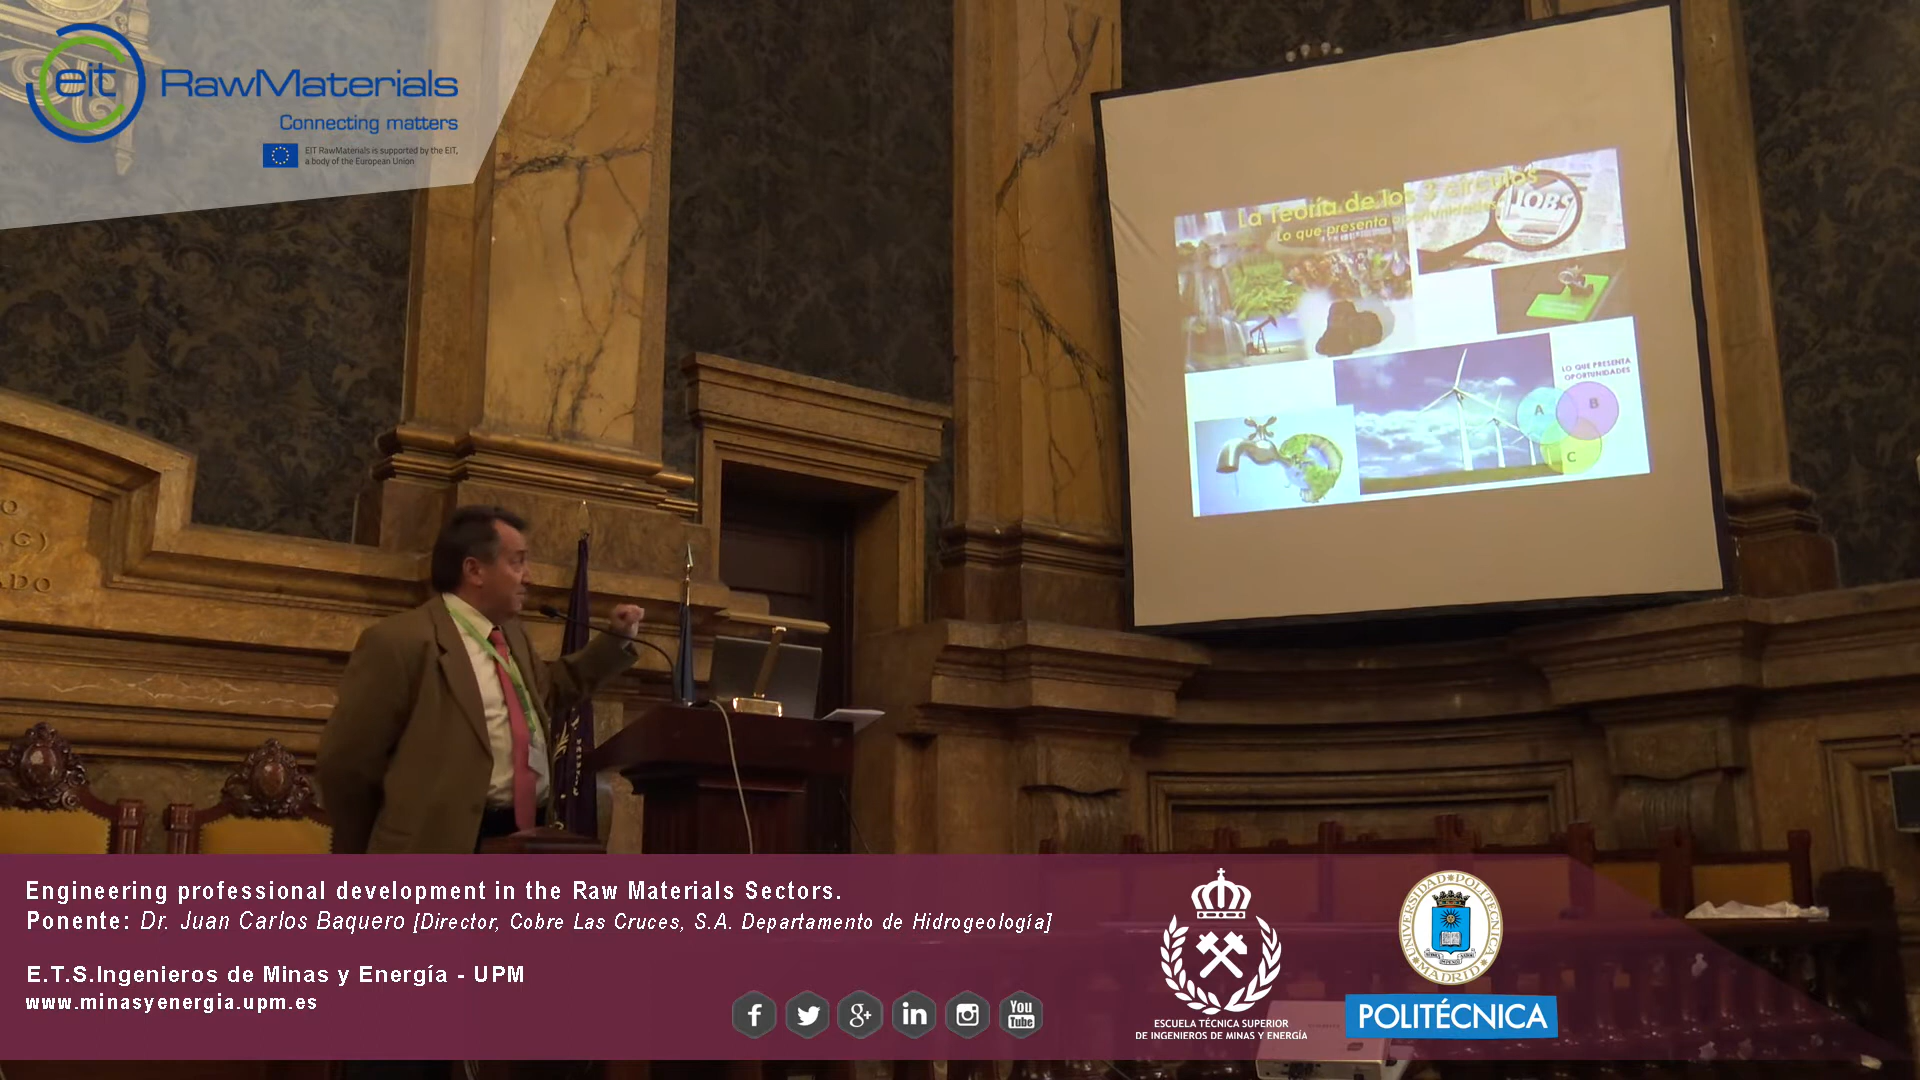 eit RawMaterials
Connecting matters
EIT RawMaterials is supported by the EIT,
a body of the European Union
La Teoría de los 3 círculos
Lo que presenta oportunidades
JOBS
LO QUE PRESENTA
OPORTUNIDADES
A
B
C
O
C)
ADO
Engineering professional development in the Raw Materials Sectors.
Ponente: Dr. Juan Carlos Baquero [Director, Cobre Las Cruces, S.A. Departamento de Hidrogeología]
E.T.S.Ingenieros de Minas y Energía - UPM
www.minasyenergia.upm.es
f
g+
in
You
Tube
ESCUELA TÉCNICA SUPERIOR
DE INGENIEROS DE MINAS Y ENERGÍA
UNIVERSIDAD POLITÉCNICA
MADRID
POLITÉCNICA